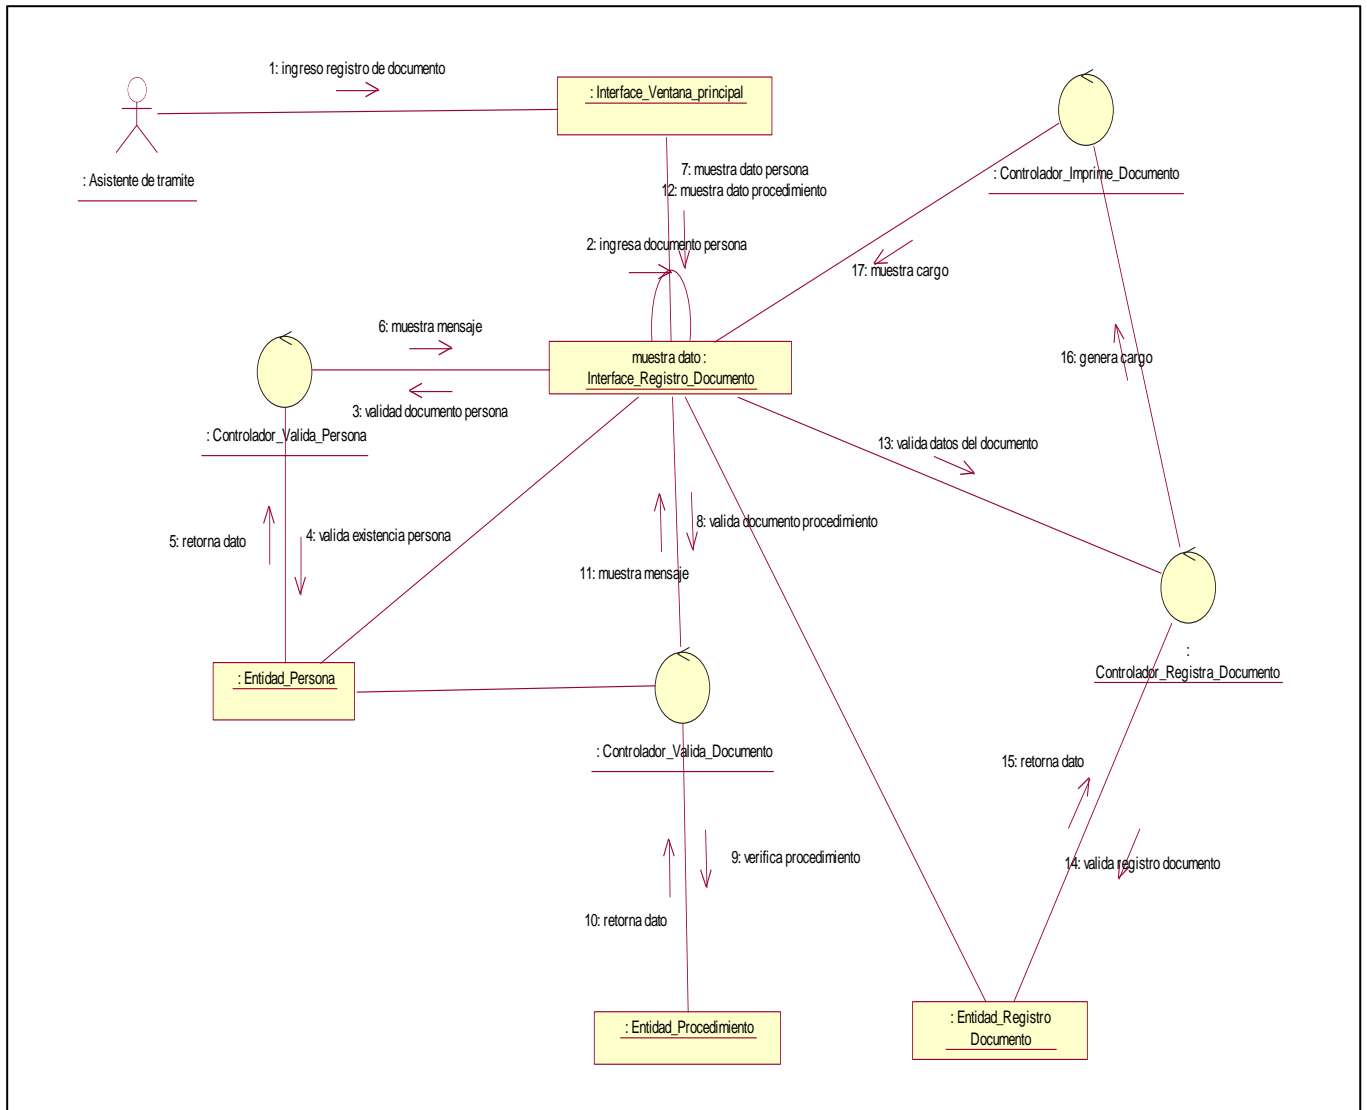 1: ingreso registro de documento
: Interface_Ventana_principal
: Asistente de tramite
: Controlador_Imprime_Documento
7: muestra dato persona
12: muestra dato procedimiento
2: ingresa documento persona
17: muestra cargo
6: muestra mensaje
muestra dato :
Interface_Registro_Documento
16: genera cargo
3: validad documento persona
: Controlador_Valida_Persona
13: valida datos del documento
5: retorna dato
4: valida existencia persona
8: valida documento procedimiento
11: muestra mensaje
:
Controlador_Registra_Documento
: Entidad_Persona
: Controlador_Valida_Documento
15: retorna dato
9: verifica procedimiento
14: valida registro documento
10: retorna dato
: Entidad_Procedimiento
: Entidad_Registro
Documento